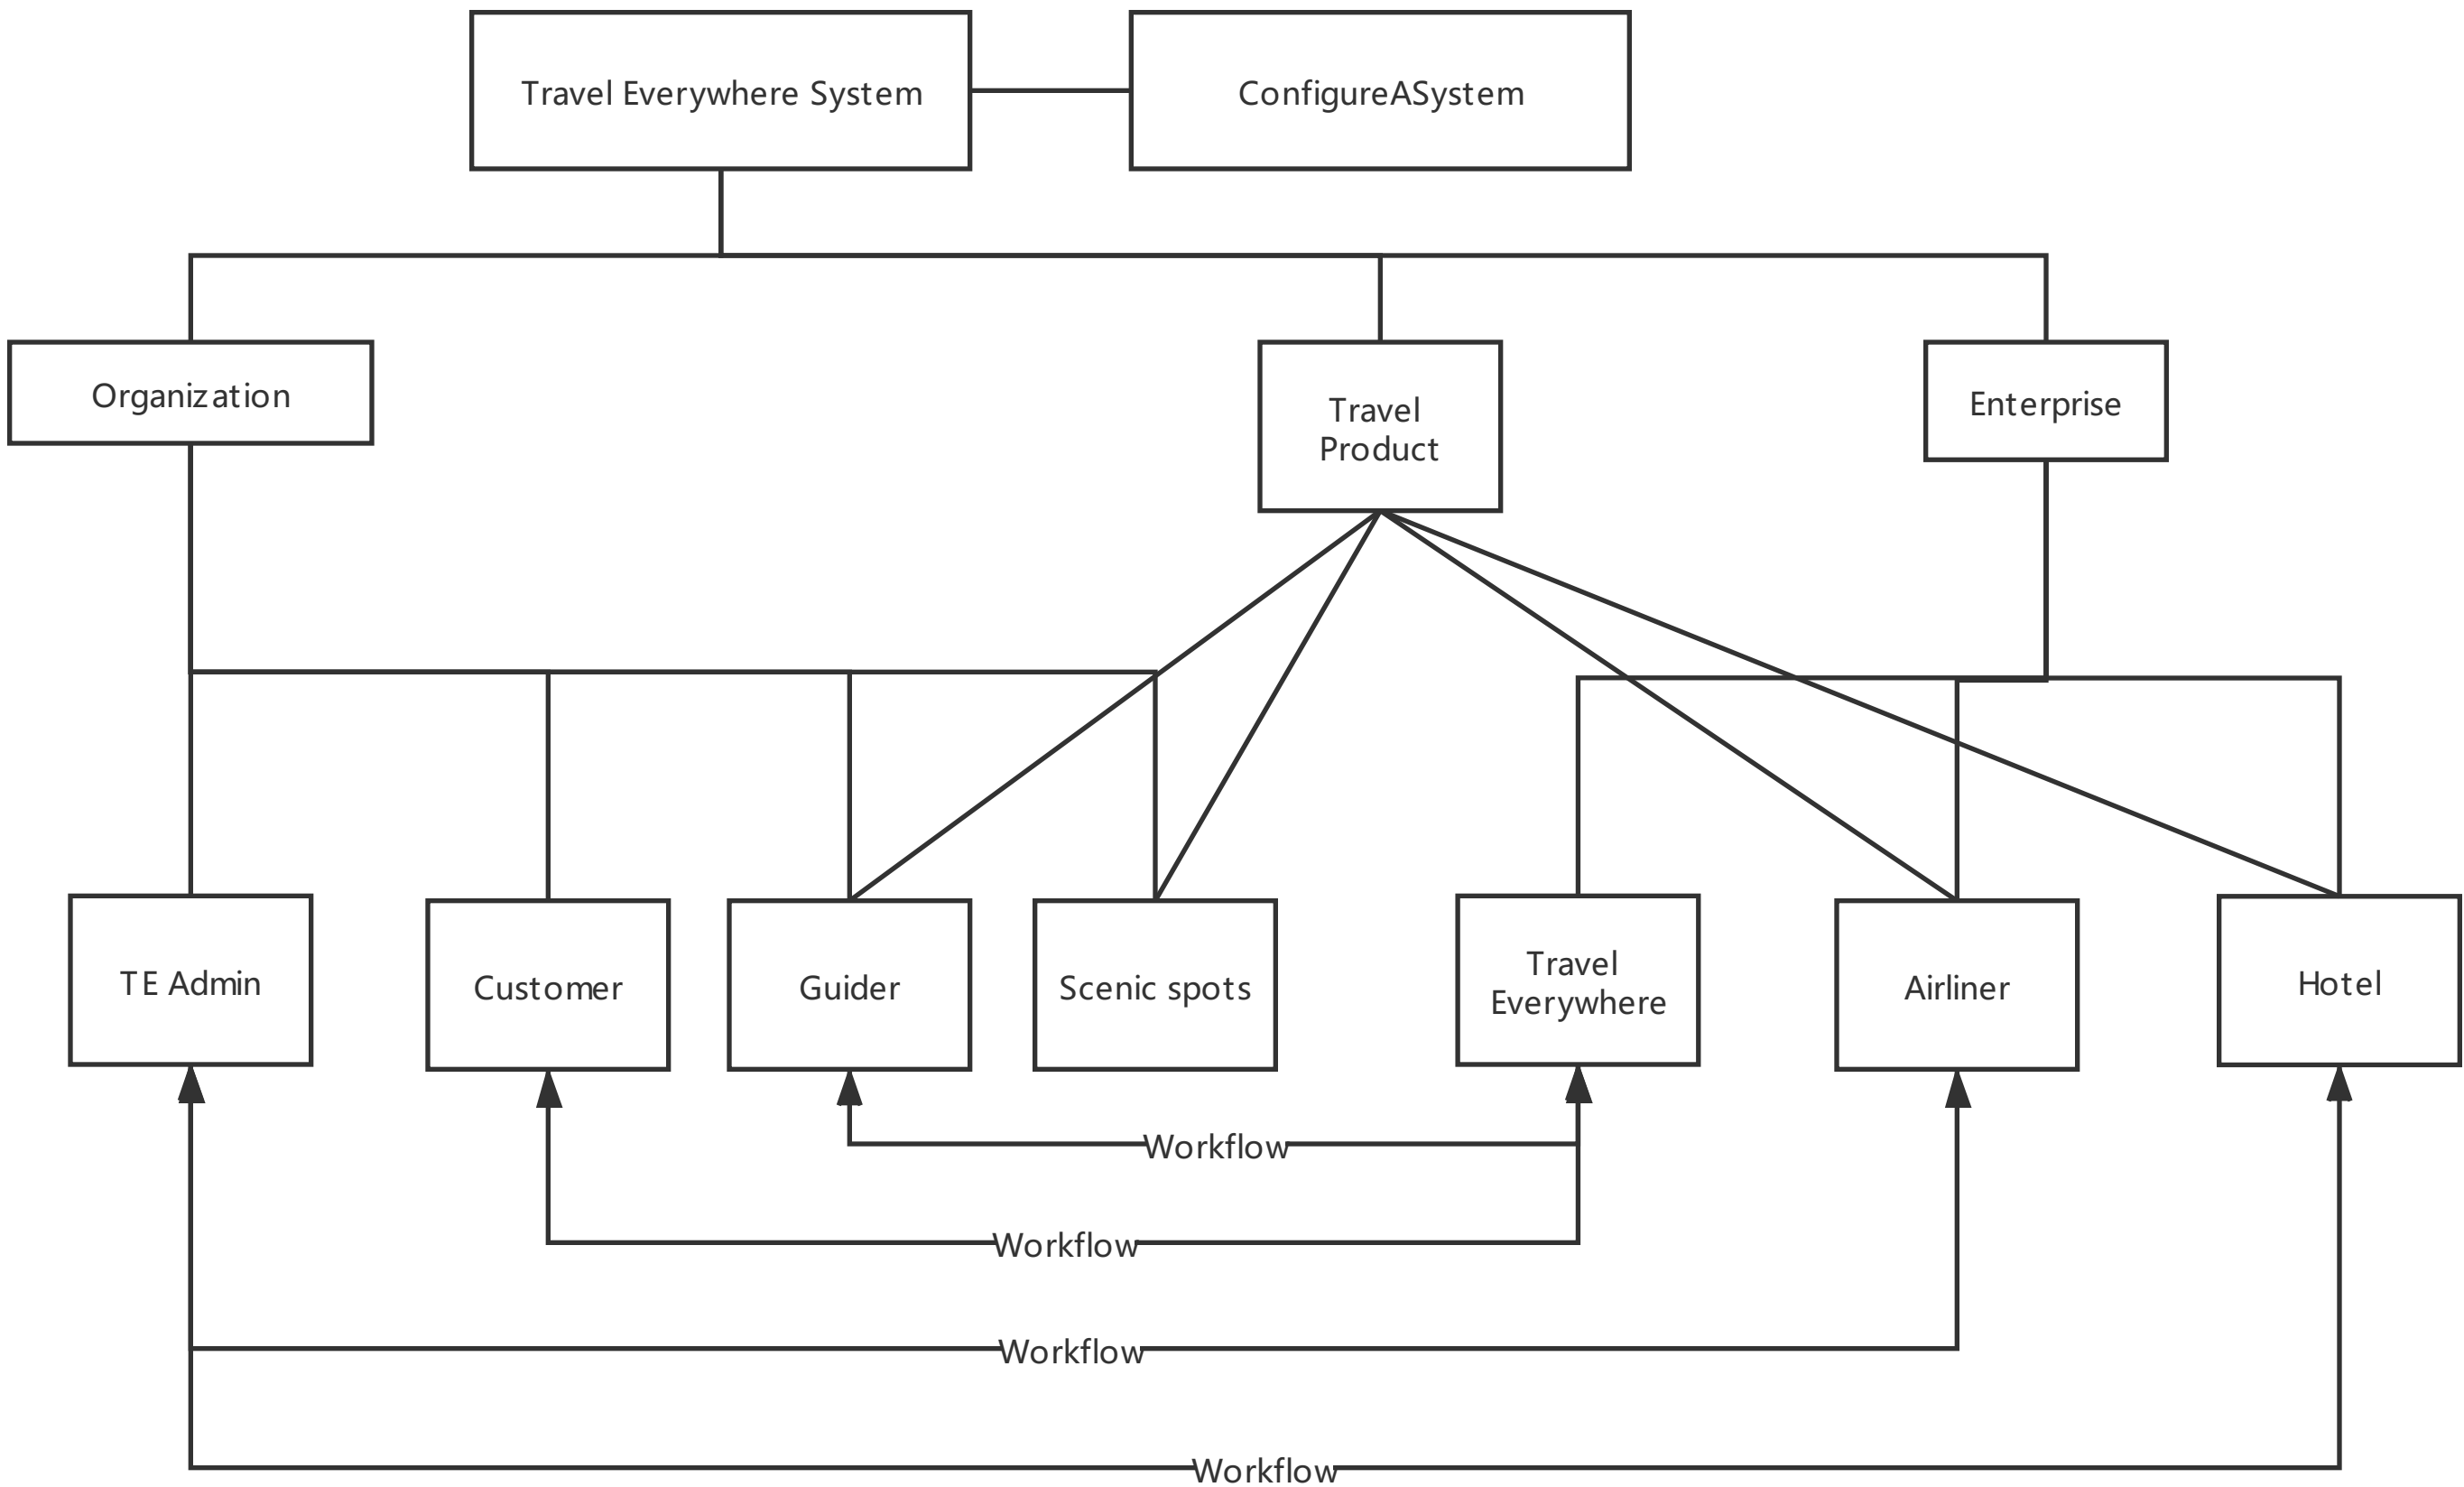 Travel Everywhere System
ConfigureASystem
Organization
Travel
Product
Enterprise
TE Admin
Customer
Guider
Scenic spots
Travel
Everywhere
Airliner
Hotel
Workflow
Workflow
Workflow
Workflow